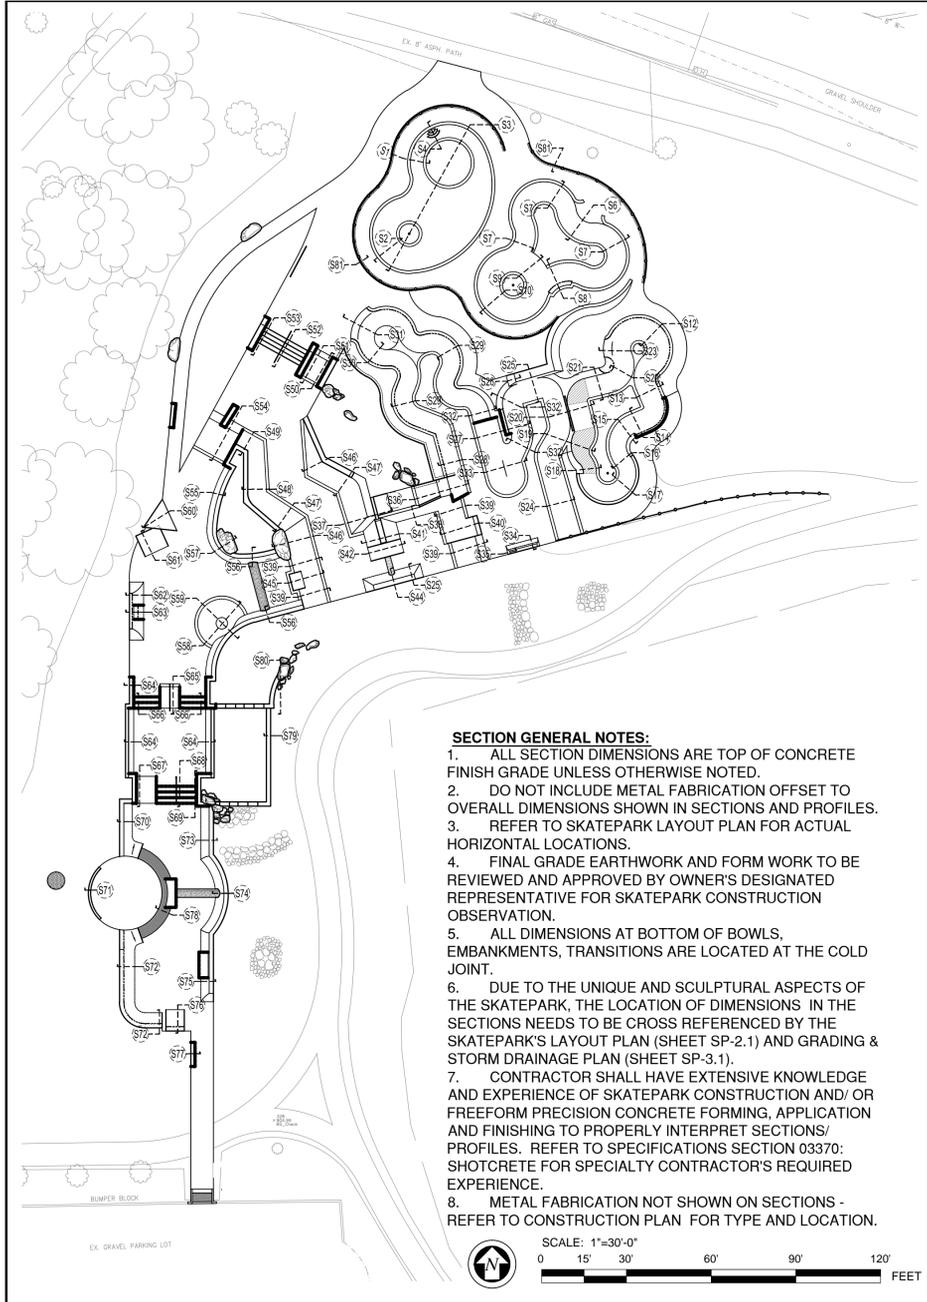 8" GAS
8" W
EX. 8' ASPH. PATH
OH
GRAVEL SHOULDER
S3
S1
S4
S81
S6
S3
S2
S7
S7
S81
S9
S10
S8
S53
S52
S51
S31
S12
S29
S23
S50
S25
S21
S26
S13
S54
S29
S32
S20
S32
S15
S49
S27
S19
S14
S46
S32
S16
S47
S18
S17
S55
S48
S36
S47
S39
S24
S60
S37
S46
S38
S40
S41
S34
S61
S57
S42
S39
S35
S56
S39
S45
S25
S62
S59
S39
S44
S63
S56
S58
S80
S65
S64
S66
S66
S64
S64
S79
S67
S68
S69
S70
S73
S71
S74
S78
S72
S75
S76
S72
S77
BUMPER BLOCK
EX. GRAVEL PARKING LOT
SECTION GENERAL NOTES:
1. ALL SECTION DIMENSIONS ARE TOP OF CONCRETE
FINISH GRADE UNLESS OTHERWISE NOTED.
2. DO NOT INCLUDE METAL FABRICATION OFFSET TO
OVERALL DIMENSIONS SHOWN IN SECTIONS AND PROFILES.
3. REFER TO SKATEPARK LAYOUT PLAN FOR ACTUAL
HORIZONTAL LOCATIONS.
4. FINAL GRADE EARTHWORK AND FORM WORK TO BE
REVIEWED AND APPROVED BY OWNER'S DESIGNATED
REPRESENTATIVE FOR SKATEPARK CONSTRUCTION
OBSERVATION.
5. ALL DIMENSIONS AT BOTTOM OF BOWLS,
EMBANKMENTS, TRANSITIONS ARE LOCATED AT THE COLD
JOINT.
6. DUE TO THE UNIQUE AND SCULPTURAL ASPECTS OF
THE SKATEPARK, THE LOCATION OF DIMENSIONS IN THE
SECTIONS NEEDS TO BE CROSS REFERENCED BY THE
SKATEPARK'S LAYOUT PLAN (SHEET SP-2.1) AND GRADING &
STORM DRAINAGE PLAN (SHEET SP-3.1).
7. CONTRACTOR SHALL HAVE EXTENSIVE KNOWLEDGE
AND EXPERIENCE OF SKATEPARK CONSTRUCTION AND/ OR
FREEFORM PRECISION CONCRETE FORMING, APPLICATION
AND FINISHING TO PROPERLY INTERPRET SECTIONS/
PROFILES. REFER TO SPECIFICATIONS SECTION 03370:
SHOTCRETE FOR SPECIALTY CONTRACTOR'S REQUIRED
EXPERIENCE.
8. METAL FABRICATION NOT SHOWN ON SECTIONS -
REFER TO CONSTRUCTION PLAN FOR TYPE AND LOCATION.
SCALE: 1"=30'-0"
N
0 15' 30' 60' 90' 120'
FEET